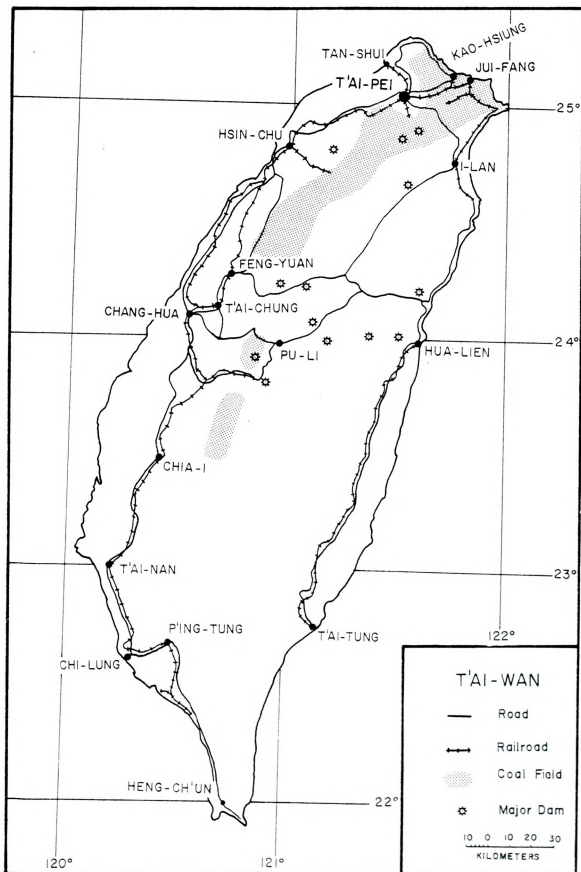 KAO-HSIUNG
TAN-SHUI
JUI-FANG
T'AI-PEI
25°
HSIN-CHU
I-LAN
FENG-YUAN
T'AI-CHUNG
CHANG-HUA
24°
PU-LI
HUA-LIEN
CHIA-I
T'AI-NAN
23°
P'ING-TUNG
T'AI-TUNG
122°
CHI-LUNG
T'AI-WAN
Road
Railroad
Coal Field
HENG-CH'UN
22°
Major Dam
10 0 10 20 30
KILOMETERS
120°
121°